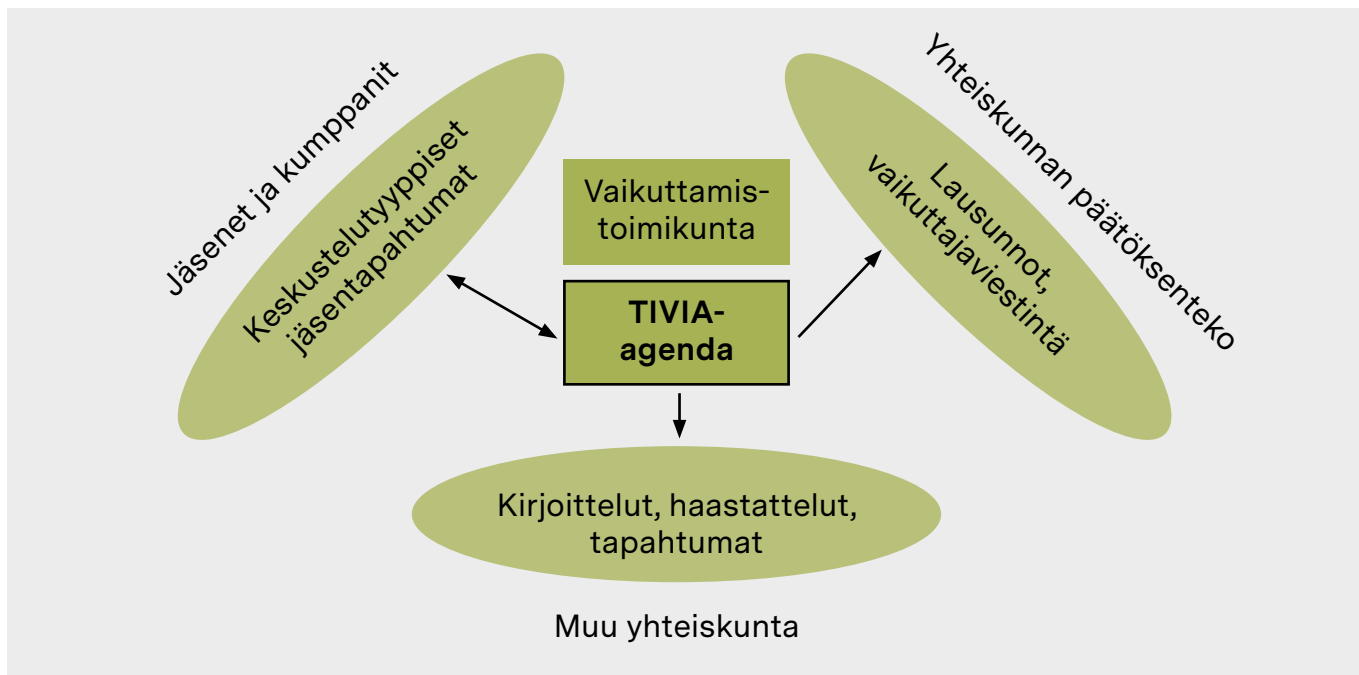 Jäsenet ja kumppanit
Keskustelutyyppiset
jäsentapahtumat
Vaikuttamis-
toimikunta
TIVIA-
agenda
Yhteiskunnan päätöksenteko
Lausunnot,
vaikuttajaviestintä
Kirjoittelut, haastattelut,
tapahtumat
Muu yhteiskunta